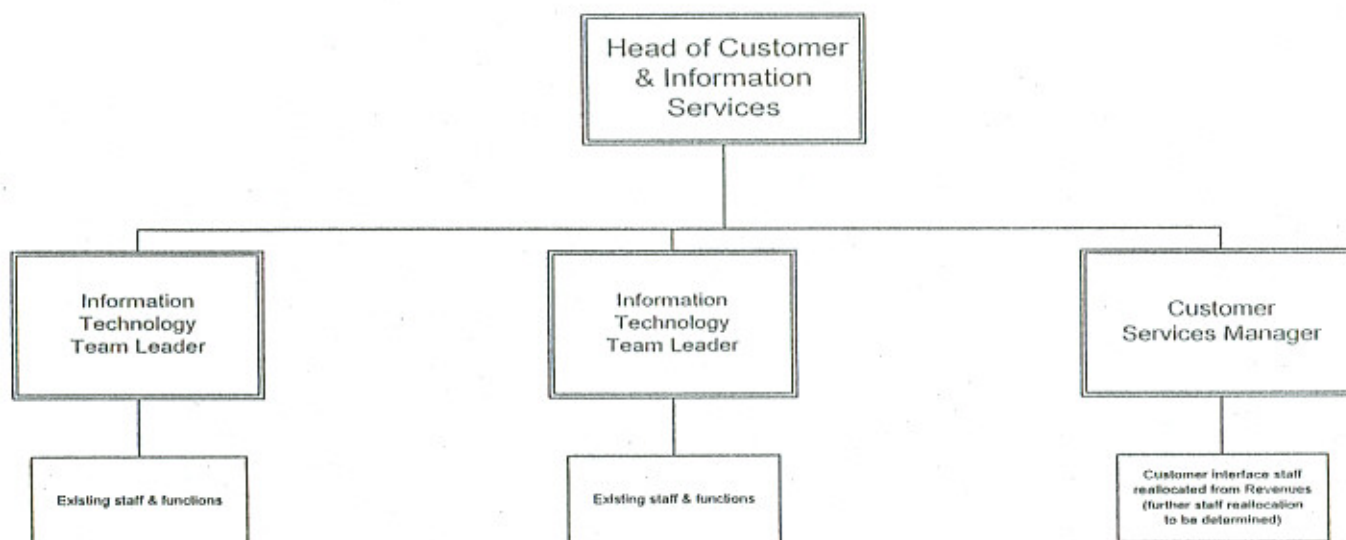 Head of Customer
& Information
Services
Information
Technology
Team Leader
Information
Technology
Team Leader
Customer
Services Manager
Existing staff & functions
Existing staff & functions
Customer interface staff
reallocated from Revenues
(further staff reallocation
to be determined)